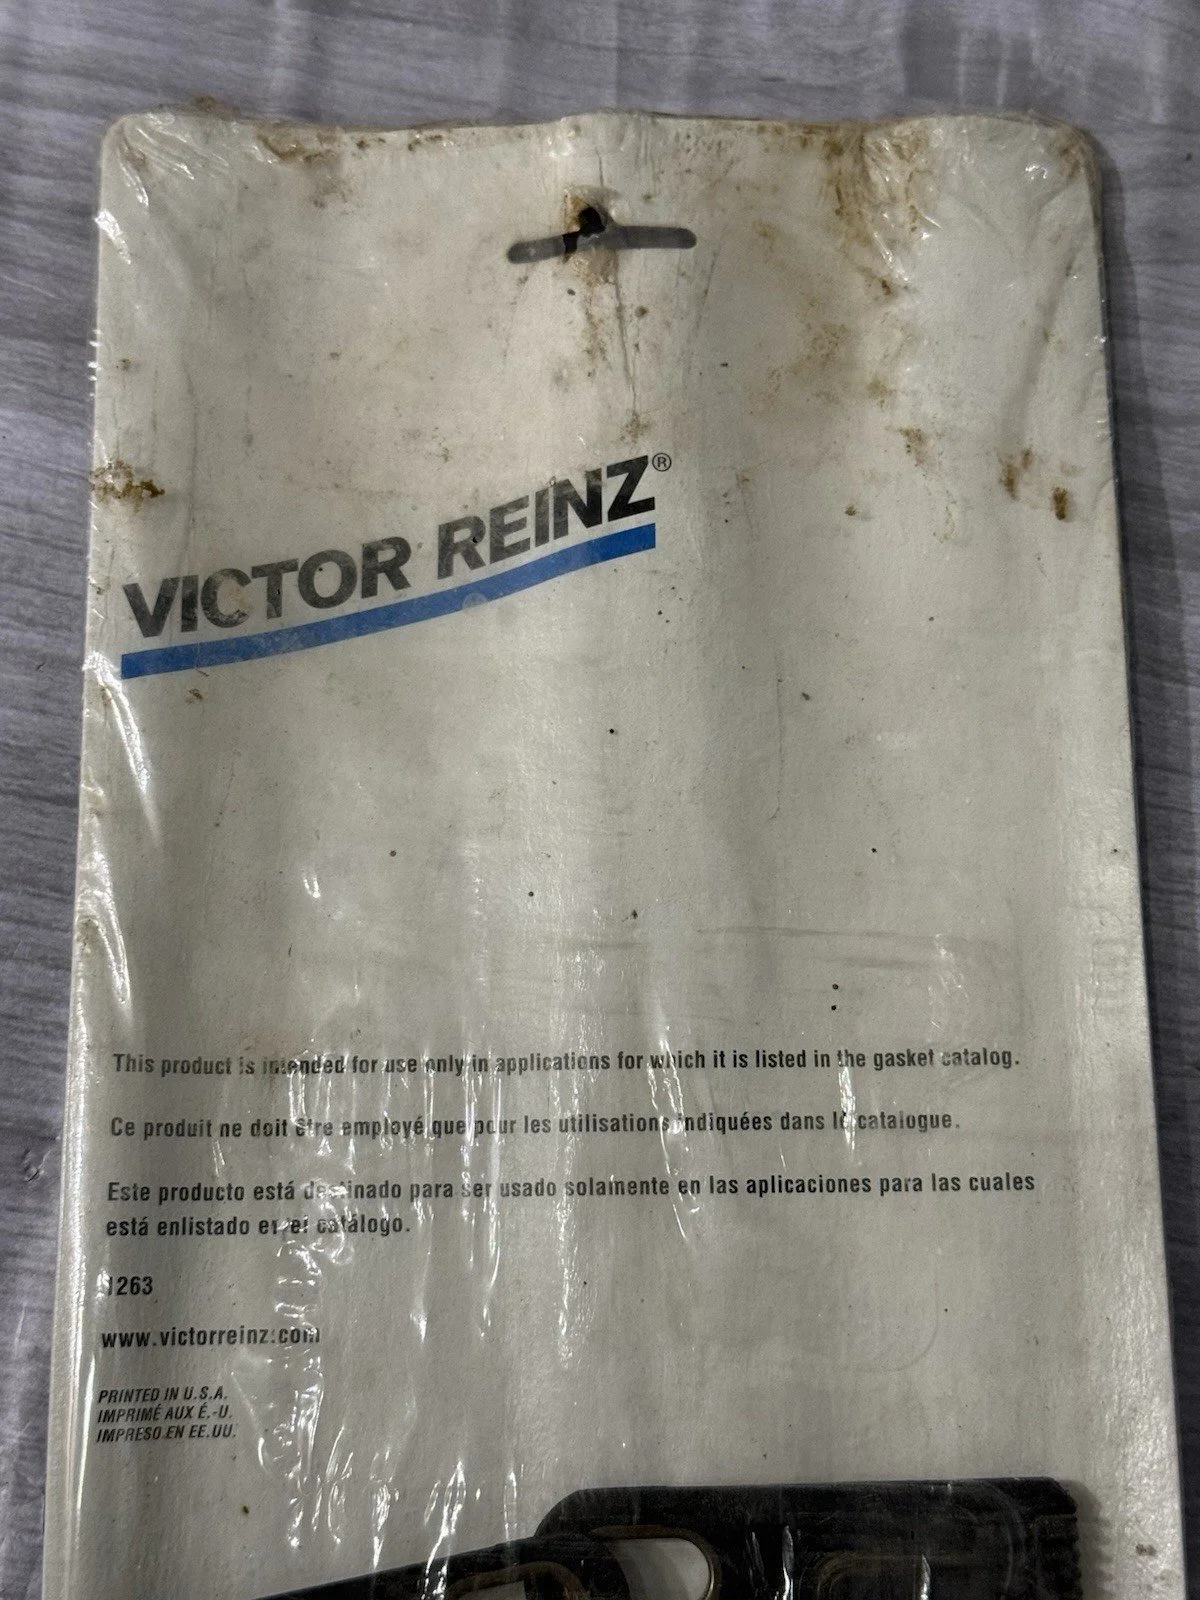 VICTOR REINZ®
This product is intended for use only in applications for which it is listed in the gasket catalog.
Ce produit ne doit être employé que pour les utilisations indiquées dans le catalogue.
Este producto está destinado para ser usado solamente en las aplicaciones para las cuales
está enlistado en el catálogo.
1263
www.victorreinz.com
PRINTED IN U.S.A.
IMPRIMÉ AUX É.-U.
IMPRESO EN EE.UU.